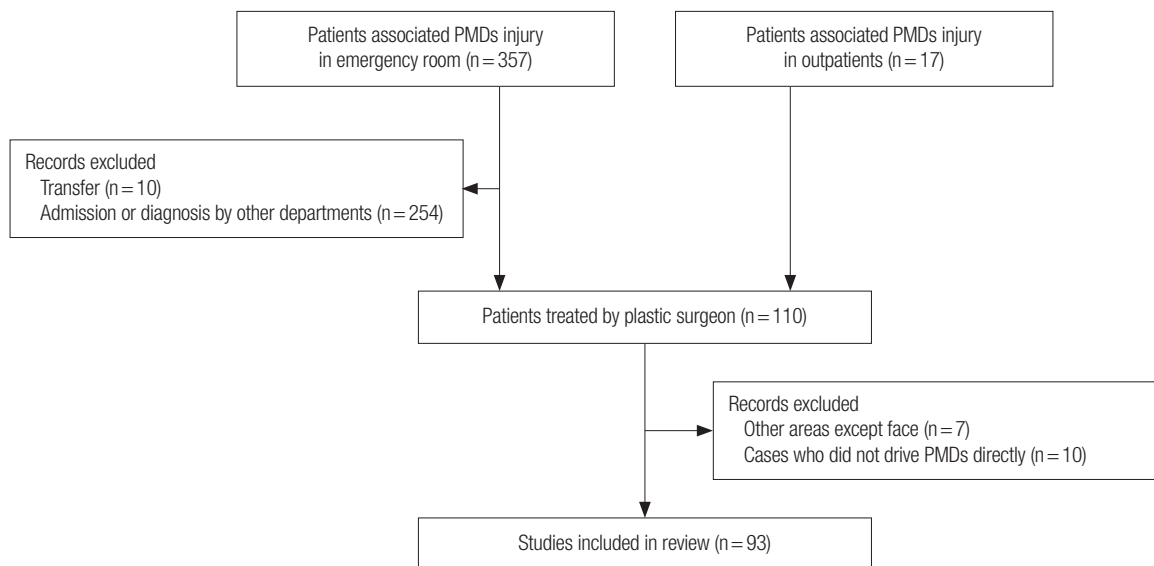 Patients associated PMDs injury
in emergency room (n = 357)
Patients associated PMDs injury
in outpatients (n = 17)
Records excluded
Transfer (n = 10)
Admission or diagnosis by other departments (n = 254)
Patients treated by plastic surgeon (n = 110)
Records excluded
Other areas except face (n = 7)
Cases who did not drive PMDs directly (n = 10)
Studies included in review (n = 93)